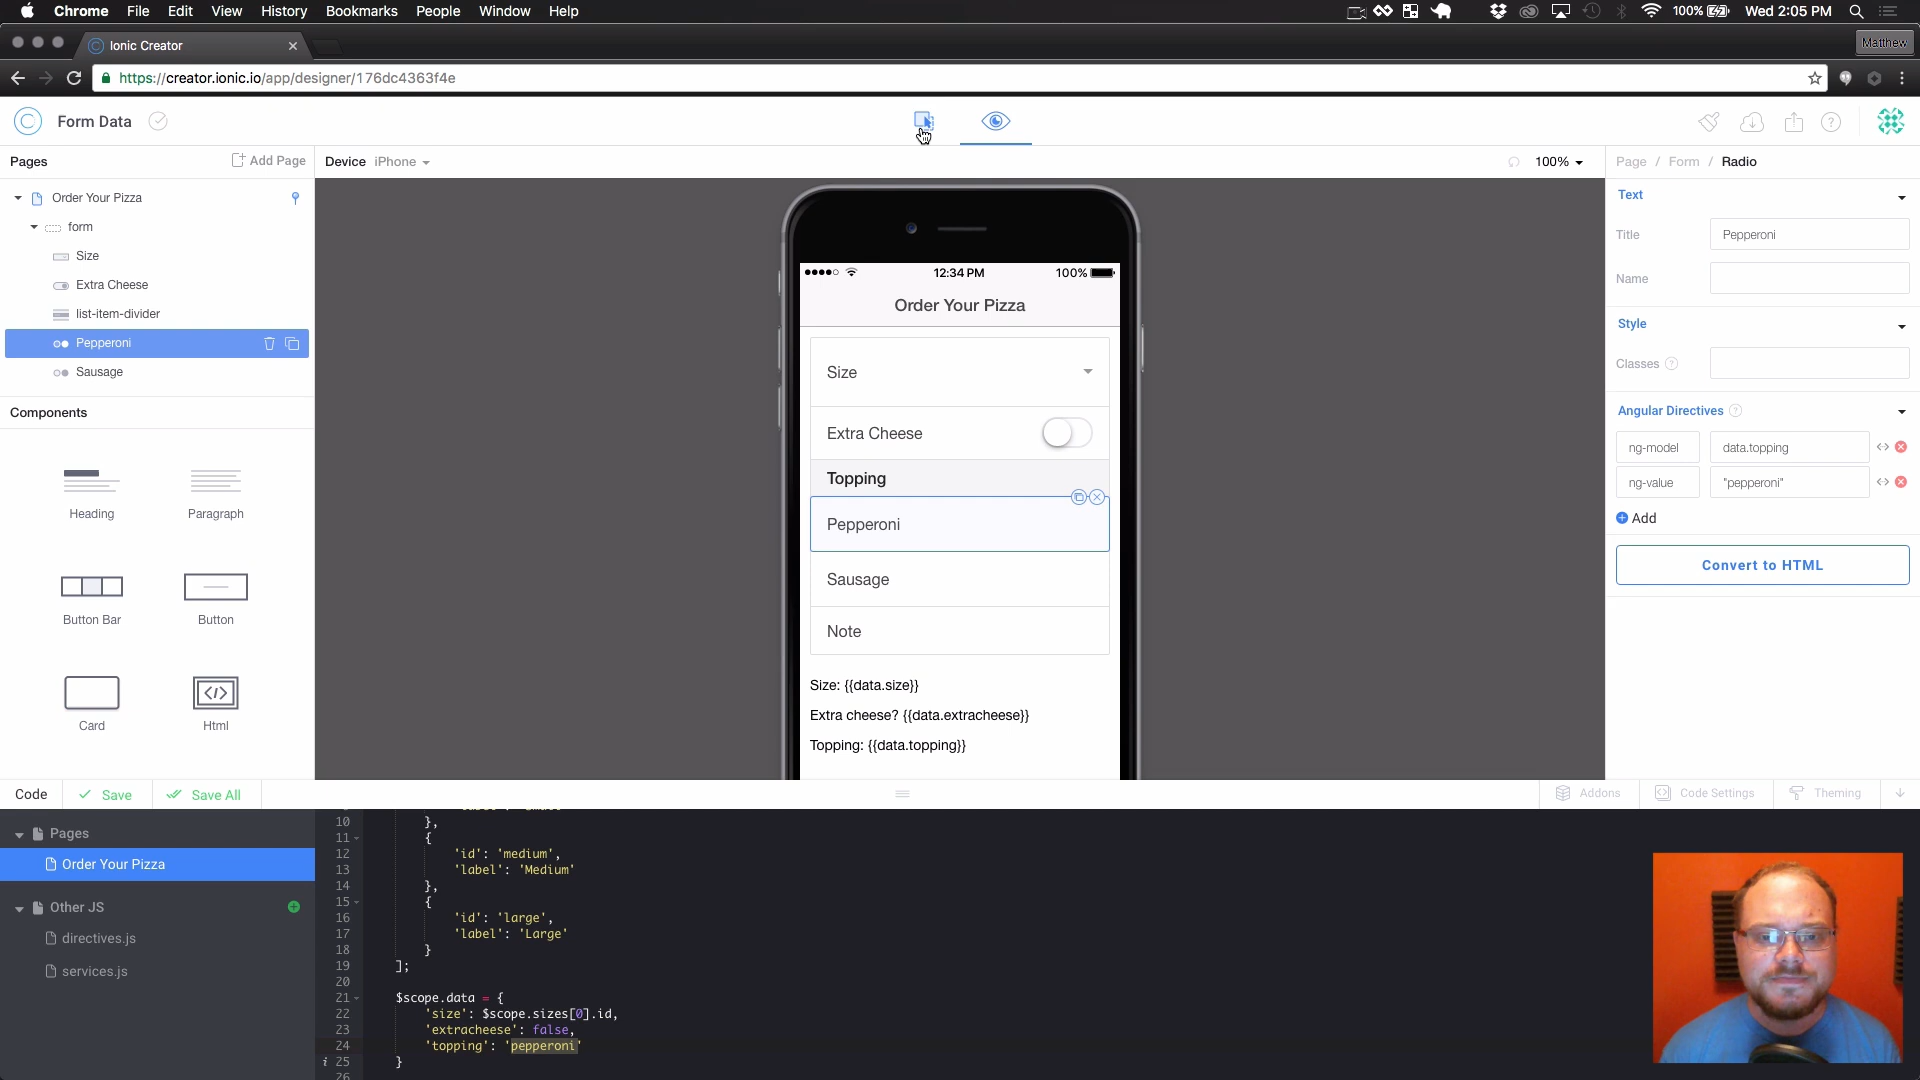 Chrome File Edit View History Bookmarks People Window Help 100% Wed 2:05 PM
Ionic Creator Matthew
https://creator.ionic.io/app/designer/176dc4363f4e
Form Data
Pages Add Page Device iPhone 100% Page / Form / Radio
Order Your Pizza
form
Size
Extra Cheese
list-item-divider
Pepperoni
Sausage
Components
Heading Paragraph
Button Bar Button
Card Html
12:34 PM 100%
Order Your Pizza
Size
Extra Cheese
Topping
Pepperoni
Sausage
Note
Size: {{data.size}}
Extra cheese? {{data.extracheese}}
Topping: {{data.topping}}
Text
Title Pepperoni
Name
Style
Classes ?
Angular Directives ?
ng-model data.topping
ng-value "pepperoni"
Add
Convert to HTML
Code Save Save All Addons Code Settings Theming
Pages
Order Your Pizza
Other JS
directives.js
services.js
10 },
11 {
12 'id': 'medium',
13 'label': 'Medium'
14 },
15 {
16 'id': 'large',
17 'label': 'Large'
18 }
19 ];
20
21 $scope.data = {
22 'size': $scope.sizes[0].id,
23 'extracheese': false,
24 'topping': 'pepperoni'
i 25 }
26